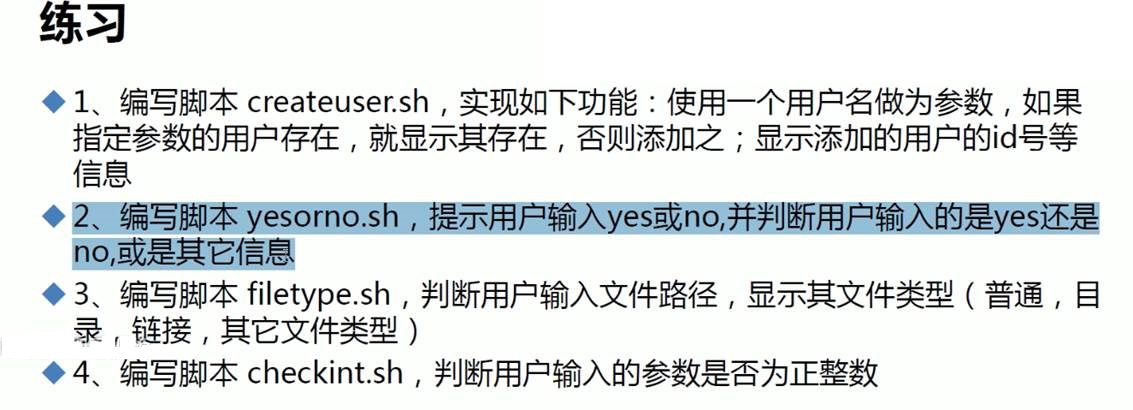 练习
◆ 1、编写脚本 createuser.sh，实现如下功能：使用一个用户名做为参数，如果
指定参数的用户存在，就显示其存在，否则添加之；显示添加的用户的id号等
信息
◆ 2、编写脚本 yesorno.sh，提示用户输入yes或no,并判断用户输入的是yes还是
no,或是其它信息
◆ 3、编写脚本 filetype.sh，判断用户输入文件路径，显示其文件类型（普通，目
录，链接，其它文件类型）
◆ 4、编写脚本 checkint.sh，判断用户输入的参数是否为正整数